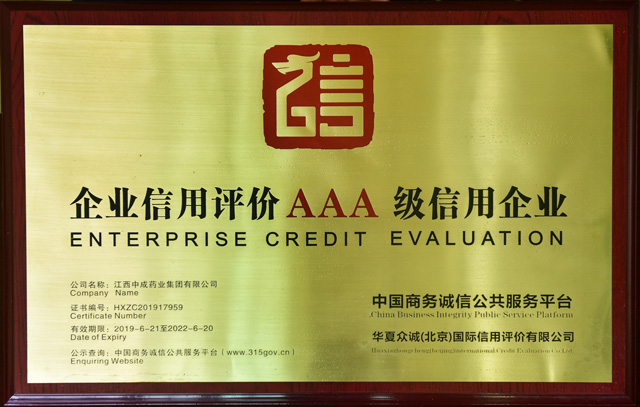 信
企业信用评价AAA级信用企业
ENTERPRISE CREDIT EVALUATION
公司名称：江西中成药业集团有限公司
Company Name
证书编号：HXZC201917959
Certificate Number
有效期限：2019-6-21至2022-6-20
Date of Expiry
公示查询：中国商务诚信公共服务平台（www.315gov.cn）
Enquiring Website
中国商务诚信公共服务平台
China Business Integrity Public Service Platform
华夏众诚(北京)国际信用评价有限公司